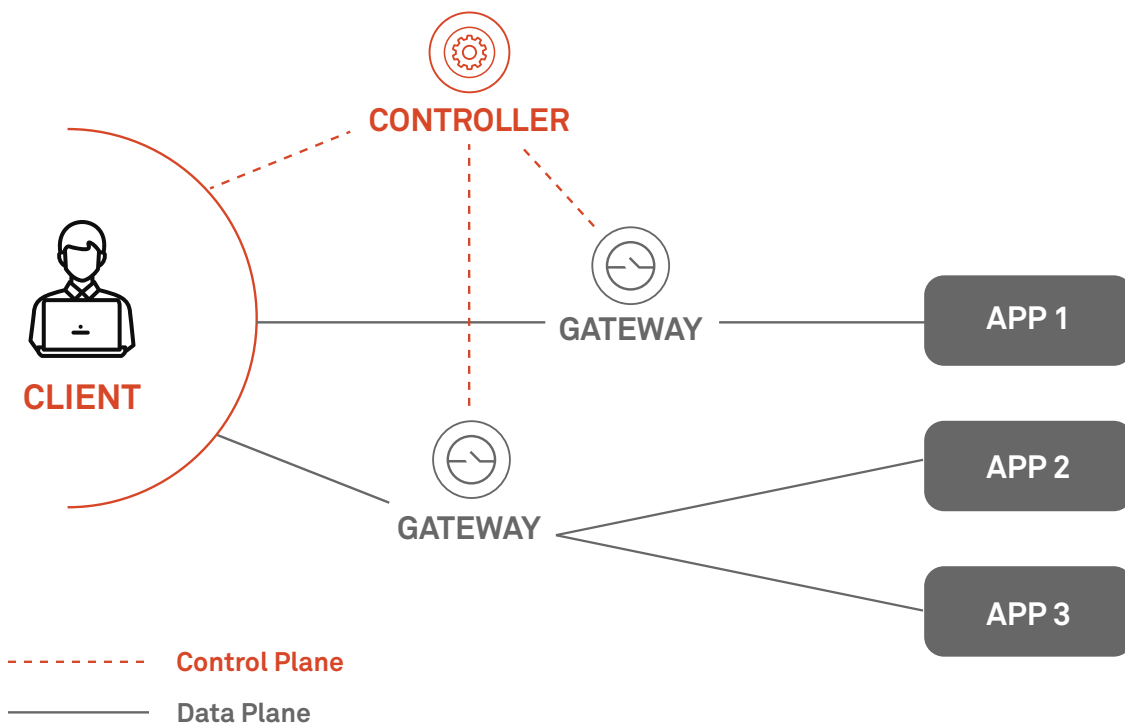 CONTROLLER
CLIENT
GATEWAY
APP 1
GATEWAY
APP 2
APP 3
Control Plane
Data Plane